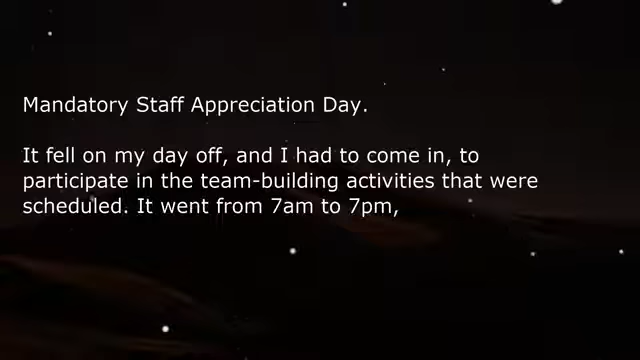 Mandatory Staff Appreciation Day.
It fell on my day off, and I had to come in, to
participate in the team-building activities that were
scheduled. It went from 7am to 7pm,